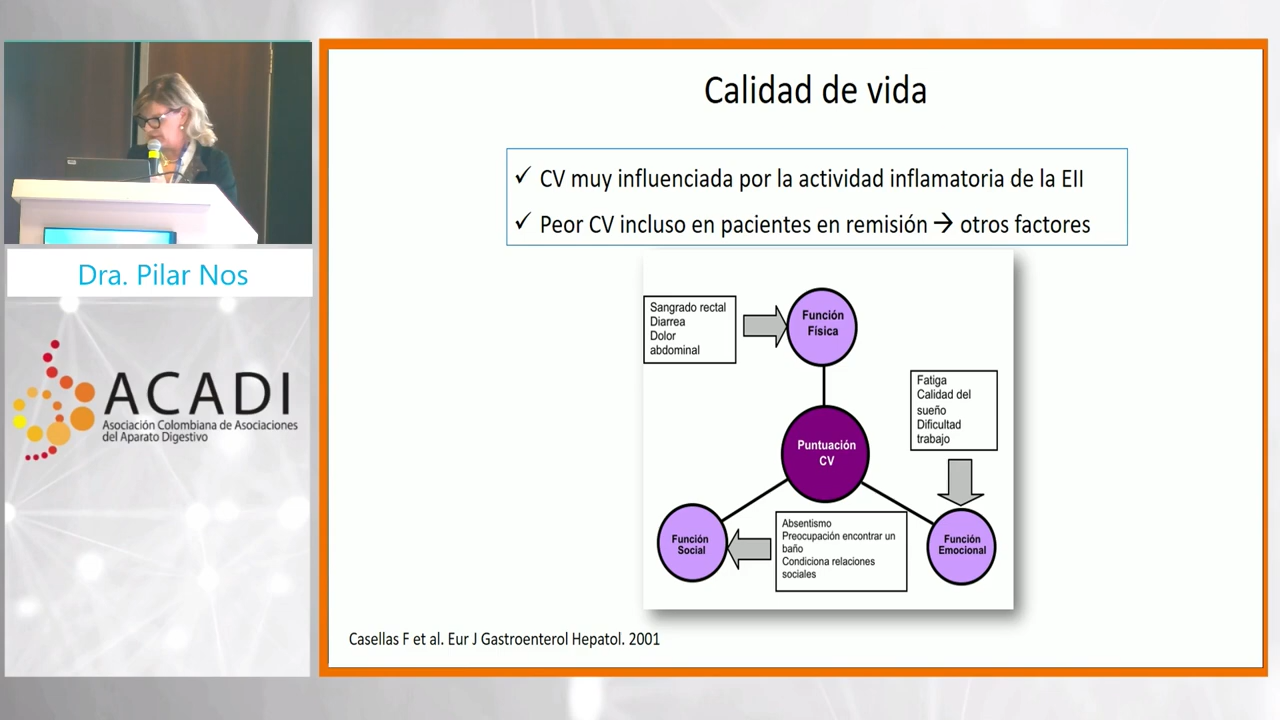 Calidad de vida
✓ CV muy influenciada por la actividad inflamatoria de la EII
✓ Peor CV incluso en pacientes en remisión → otros factores
Dra. Pilar Nos
ACADI
Asociación Colombiana de Asociaciones
del Aparato Digestivo
Sangrado rectal
Diarrea
Dolor
abdominal
Función
Física
Fatiga
Calidad del
sueño
Dificultad
trabajo
Puntuación
CV
Función
Social
Absentismo
Preocupación encontrar un
baño
Condiciona relaciones
sociales
Función
Emocional
Casellas F et al. Eur J Gastroenterol Hepatol. 2001